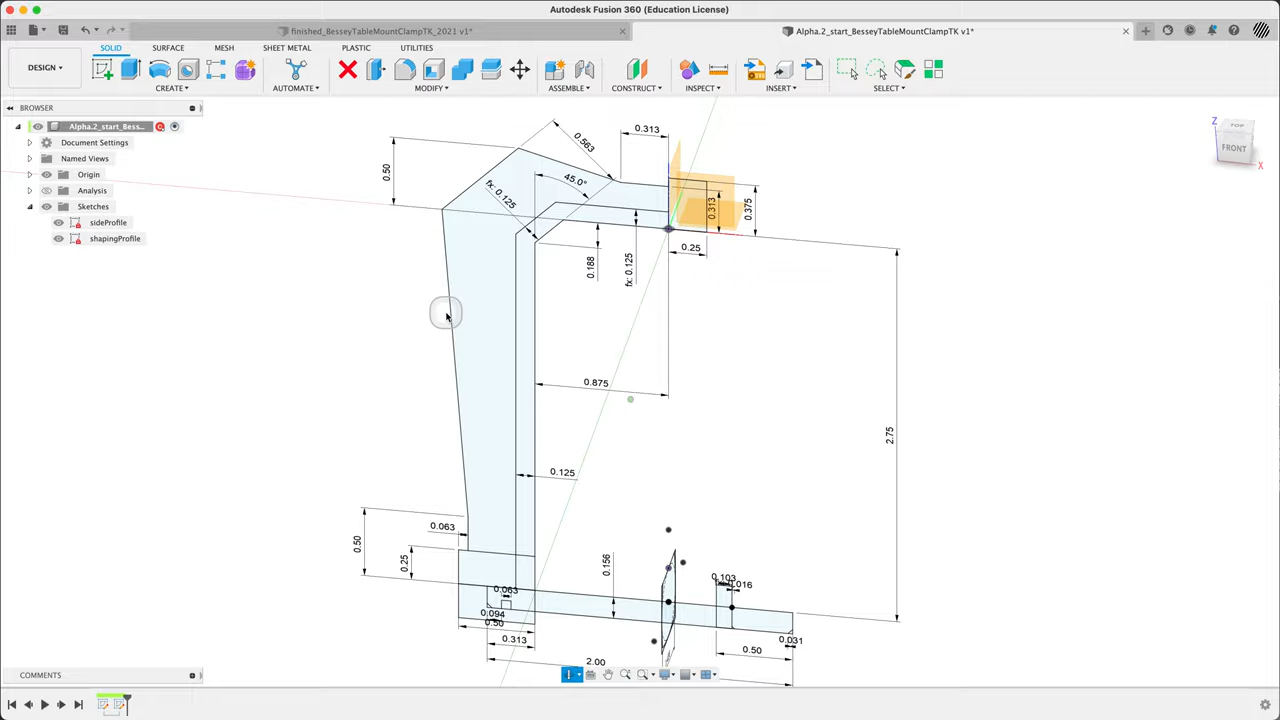 Autodesk Fusion 360 (Education License)
finished_BesseyTableMountClampTK_2021 v1*
Alpha.2_start_BesseyTableMountClampTK v1*
DESIGN
SOLID SURFACE MESH SHEET METAL PLASTIC UTILITIES
CREATE AUTOMATE MODIFY ASSEMBLE CONSTRUCT INSPECT INSERT SELECT
BROWSER
Alpha.2_start_Bess...
Document Settings
Named Views
Origin
Analysis
Sketches
sideProfile
shapingProfile
Z
TOP
FRONT
X
0.563
0.313
0.50
45.0°
fx: 0.125
0.313
0.375
0.188
fx: 0.125
0.25
0.875
2.75
0.125
0.063
0.50
0.25
0.156
0.103
0.016
0.063
0.094
0.50
0.313
0.031
0.50
2.00
COMMENTS